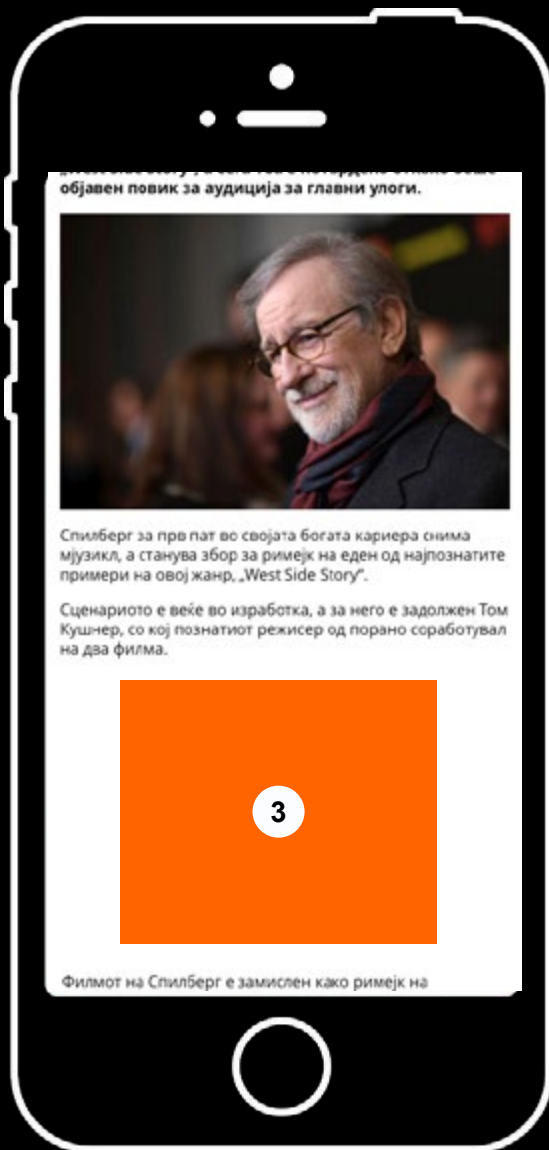 објавен повик за аудиција за главни улоги.
Спилберг за прв пат во својата богата кариера снима
мјузикл, а станува збор за римејк на еден од најпознатите
примери на овој жанр, „West Side Story“.
Сценариото е веќе во изработка, а за него е задолжен Том
Кушнер, со кој познатиот режисер од порано соработувал
на два филма.
3
Филмот на Спилберг е замислен како римејк на